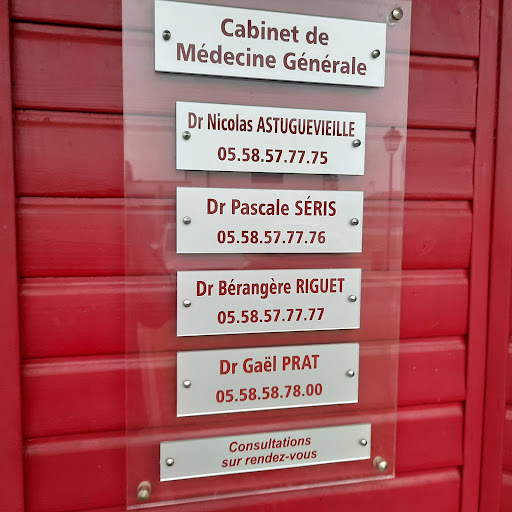 Cabinet de
Médecine Générale
Dr Nicolas ASTUGUEVIEILLE
05.58.57.77.75
Dr Pascale SÉRIS
05.58.57.77.76
Dr Bérangère RIGUET
05.58.57.77.77
Dr Gaël PRAT
05.58.58.78.00
Consultations
sur rendez-vous